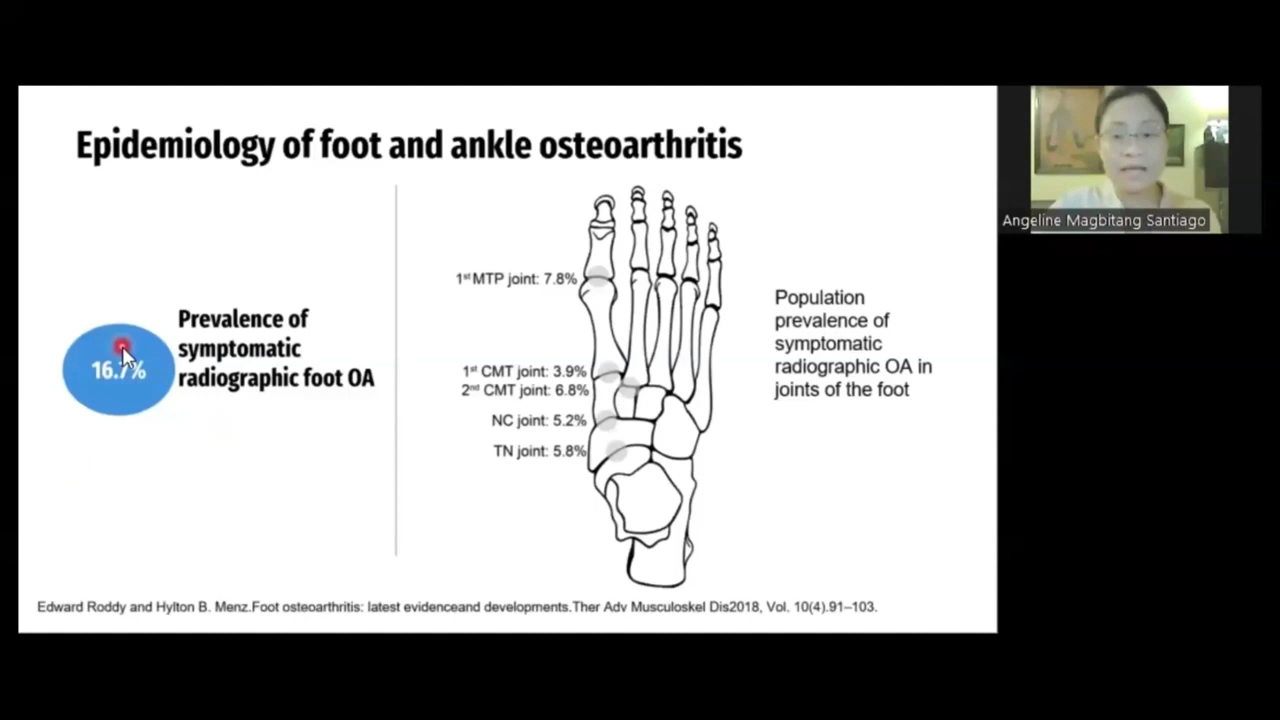 Epidemiology of foot and ankle osteoarthritis
Angeline Magbitang Santiago
16.7%
Prevalence of
symptomatic
radiographic foot OA
1st MTP joint: 7.8%
1st CMT joint: 3.9%
2nd CMT joint: 6.8%
NC joint: 5.2%
TN joint: 5.8%
Population
prevalence of
symptomatic
radiographic OA in
joints of the foot
Edward Roddy and Hylton B. Menz.Foot osteoarthritis: latest evidenceand developments.Ther Adv Musculoskel Dis2018, Vol. 10(4).91–103.